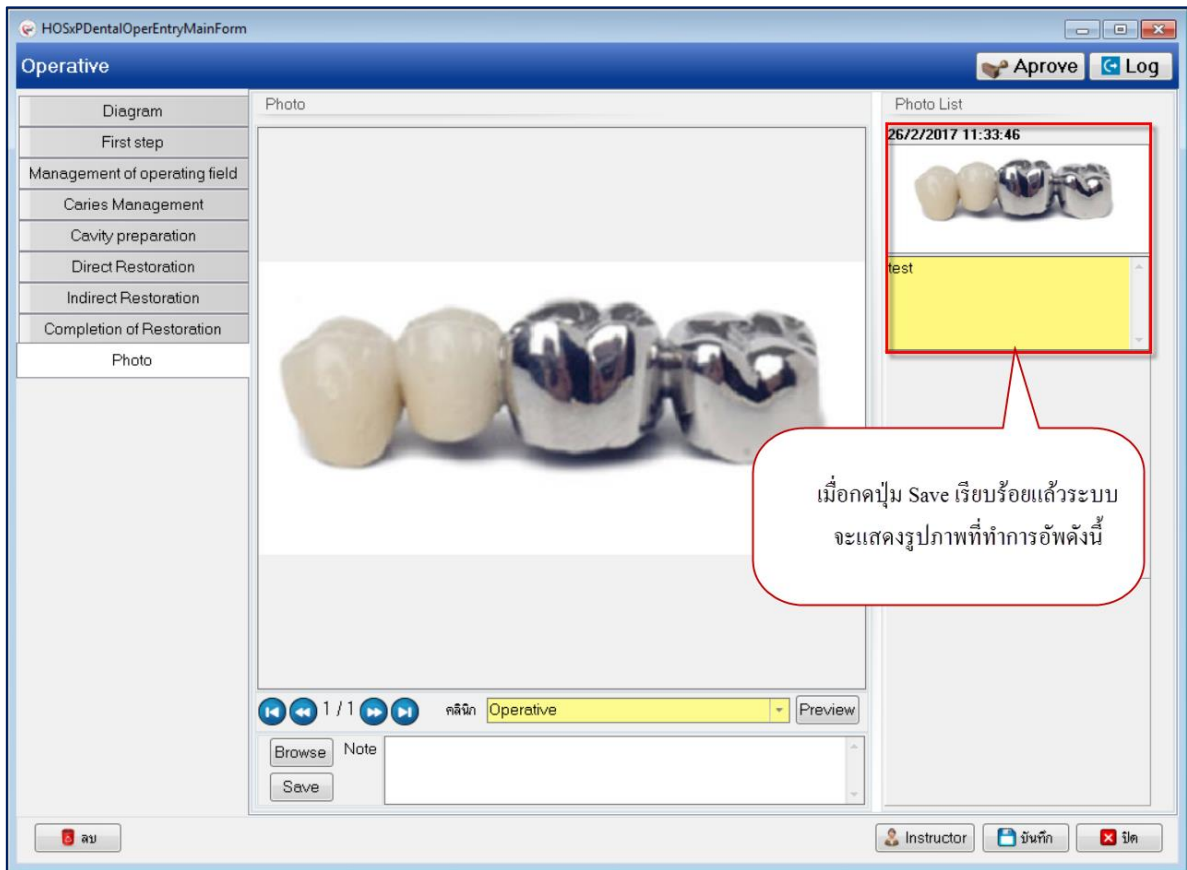 HOSxPDentalOperEntryMainForm
Operative
Aprove
Log
Diagram
First step
Management of operating field
Caries Management
Cavity preparation
Direct Restoration
Indirect Restoration
Completion of Restoration
Photo
Photo
Photo List
26/2/2017 11:33:46
test
เมื่อกดปุ่ม Save เรียบร้อยแล้วระบบ
จะแสดงรูปภาพที่ทำการอัพดังนี้
1 / 1
คลินิก
Operative
Preview
Browse
Note
Save
ลบ
Instructor
บันทึก
ปิด